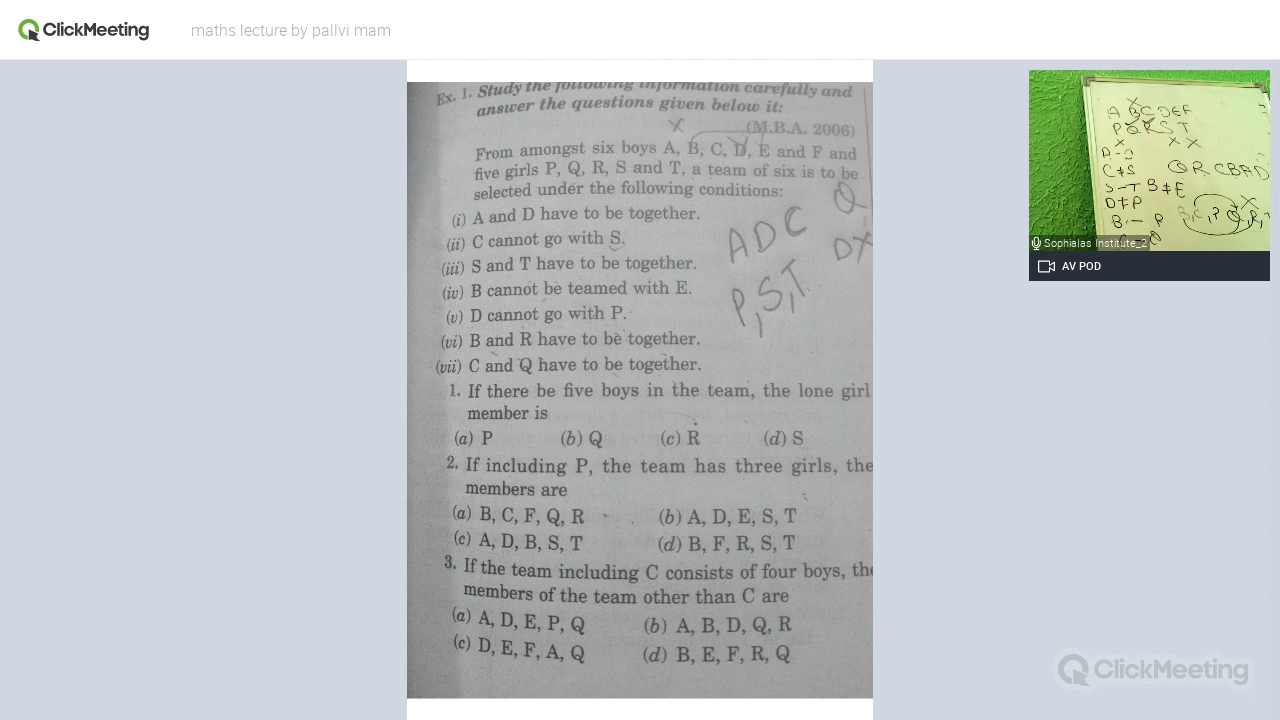 ClickMeeting
maths lecture by pallvi mam
Ex. 1. Study the following information carefully and
answer the questions given below it:
(M.B.A. 2006)
From amongst six boys A, B, C, D, E and F and
five girls P, Q, R, S and T, a team of six is to be
selected under the following conditions:
(i) A and D have to be together.
(ii) C cannot go with S.
(iii) S and T have to be together.
(iv) B cannot be teamed with E.
(v) D cannot go with P.
(vi) B and R have to be together.
(vii) C and Q have to be together.
A D C
Q
P, S, T
1. If there be five boys in the team, the lone girl
member is
(a) P (b) Q (c) R (d) S
2. If including P, the team has three girls, the
members are
(a) B, C, F, Q, R (b) A, D, E, S, T
(c) A, D, B, S, T (d) B, F, R, S, T
3. If the team including C consists of four boys, the
members of the team other than C are
(a) A, D, E, P, Q (b) A, B, D, Q, R
(c) D, E, F, A, Q (d) B, E, F, R, Q
A B C D E F
P Q R S T
C + S
S - T B + E
D + P
B - 
Q R C B A D
Sophialas Institute_2
AV POD
ClickMeeting